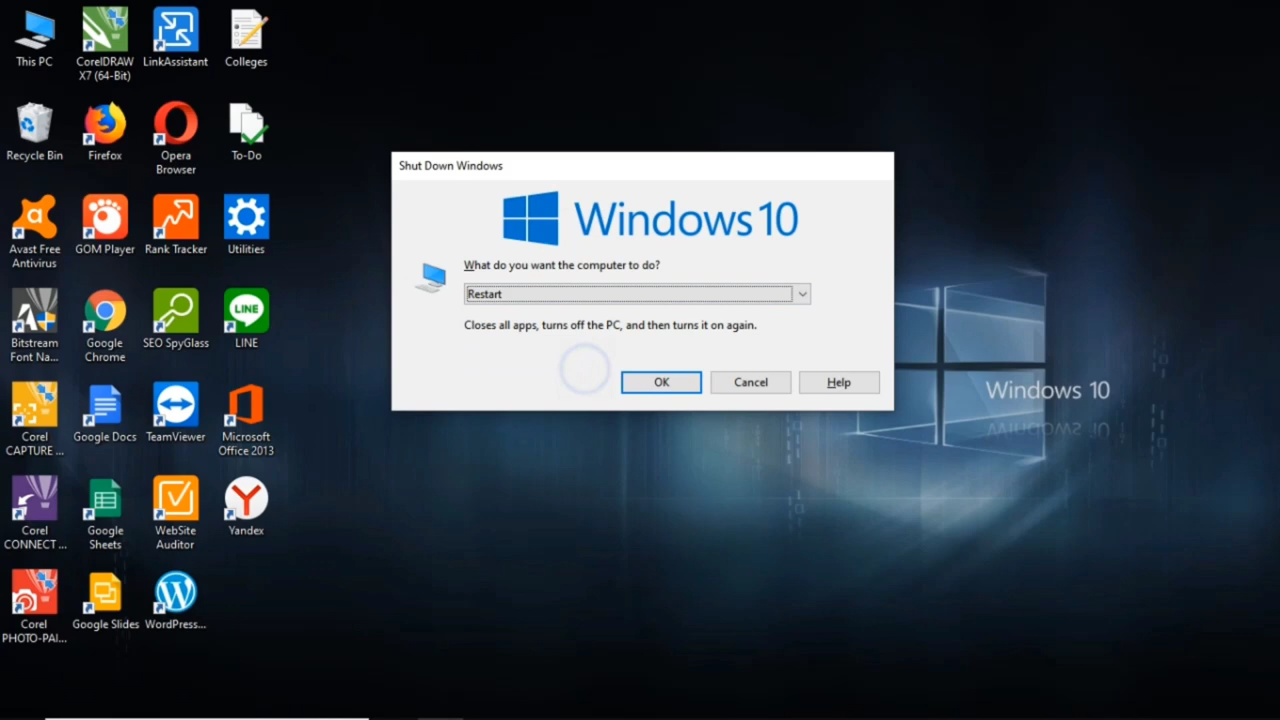 This PC
CorelDRAW
X7 (64-Bit)
LinkAssistant
Colleges
Recycle Bin
Firefox
Opera
Browser
To-Do
Avast Free
Antivirus
GOM Player
Rank Tracker
Utilities
Bitstream
Font Na...
Google
Chrome
SEO SpyGlass
LINE
LINE
Corel
CAPTURE ...
Google Docs
TeamViewer
Microsoft
Office 2013
Corel
CONNECT ...
Google
Sheets
WebSite
Auditor
Yandex
Corel
PHOTO-PAI...
Google Slides
WordPress...
Shut Down Windows
Windows 10
What do you want the computer to do?
Restart
Closes all apps, turns off the PC, and then turns it on again.
OK
Cancel
Help
Windows 10